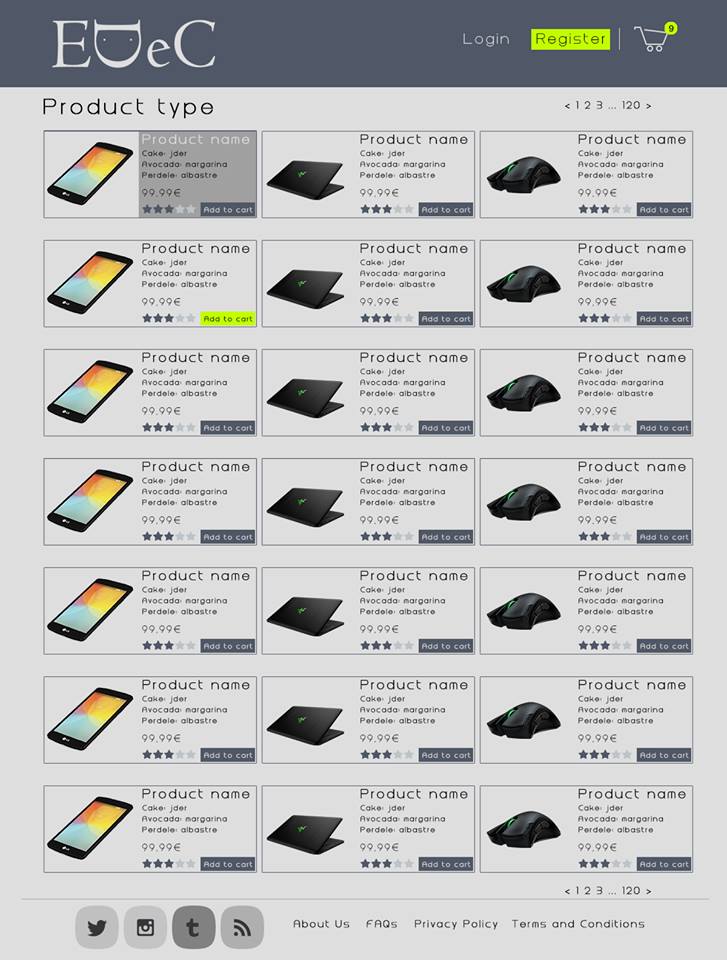 EDeC
Login
Register
9
Product type
< 1 2 3 ... 120 >
Product name
Cake: jder
Avocada: margarina
Perdele: albastre
99,99€
Add to cart
Product name
Cake: jder
Avocada: margarina
Perdele: albastre
99,99€
Add to cart
Product name
Cake: jder
Avocada: margarina
Perdele: albastre
99,99€
Add to cart
Product name
Cake: jder
Avocada: margarina
Perdele: albastre
99,99€
Add to cart
Product name
Cake: jder
Avocada: margarina
Perdele: albastre
99,99€
Add to cart
Product name
Cake: jder
Avocada: margarina
Perdele: albastre
99,99€
Add to cart
Product name
Cake: jder
Avocada: margarina
Perdele: albastre
99,99€
Add to cart
Product name
Cake: jder
Avocada: margarina
Perdele: albastre
99,99€
Add to cart
Product name
Cake: jder
Avocada: margarina
Perdele: albastre
99,99€
Add to cart
Product name
Cake: jder
Avocada: margarina
Perdele: albastre
99,99€
Add to cart
Product name
Cake: jder
Avocada: margarina
Perdele: albastre
99,99€
Add to cart
Product name
Cake: jder
Avocada: margarina
Perdele: albastre
99,99€
Add to cart
Product name
Cake: jder
Avocada: margarina
Perdele: albastre
99,99€
Add to cart
Product name
Cake: jder
Avocada: margarina
Perdele: albastre
99,99€
Add to cart
Product name
Cake: jder
Avocada: margarina
Perdele: albastre
99,99€
Add to cart
Product name
Cake: jder
Avocada: margarina
Perdele: albastre
99,99€
Add to cart
Product name
Cake: jder
Avocada: margarina
Perdele: albastre
99,99€
Add to cart
Product name
Cake: jder
Avocada: margarina
Perdele: albastre
99,99€
Add to cart
Product name
Cake: jder
Avocada: margarina
Perdele: albastre
99,99€
Add to cart
Product name
Cake: jder
Avocada: margarina
Perdele: albastre
99,99€
Add to cart
Product name
Cake: jder
Avocada: margarina
Perdele: albastre
99,99€
Add to cart
< 1 2 3 ... 120 >
About Us
FAQs
Privacy Policy
Terms and Conditions